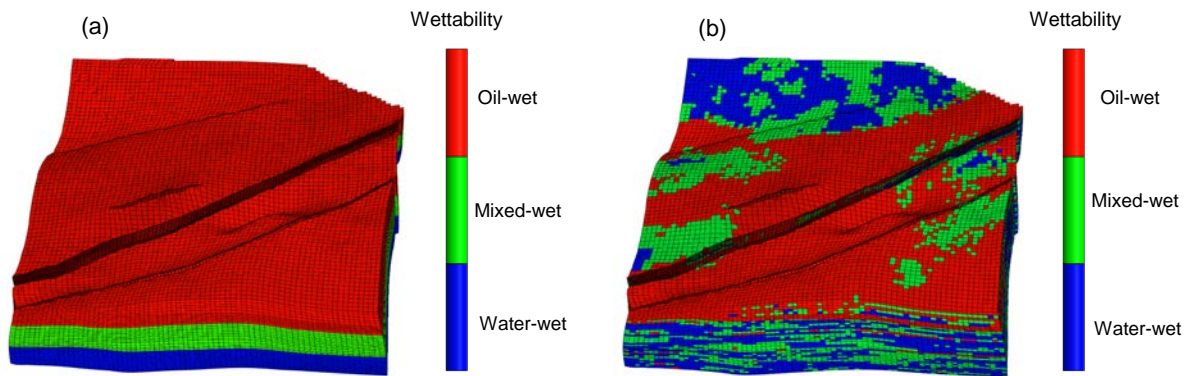 (a)
Wettability
Oil-wet
Mixed-wet
Water-wet
(b)
Wettability
Oil-wet
Mixed-wet
Water-wet